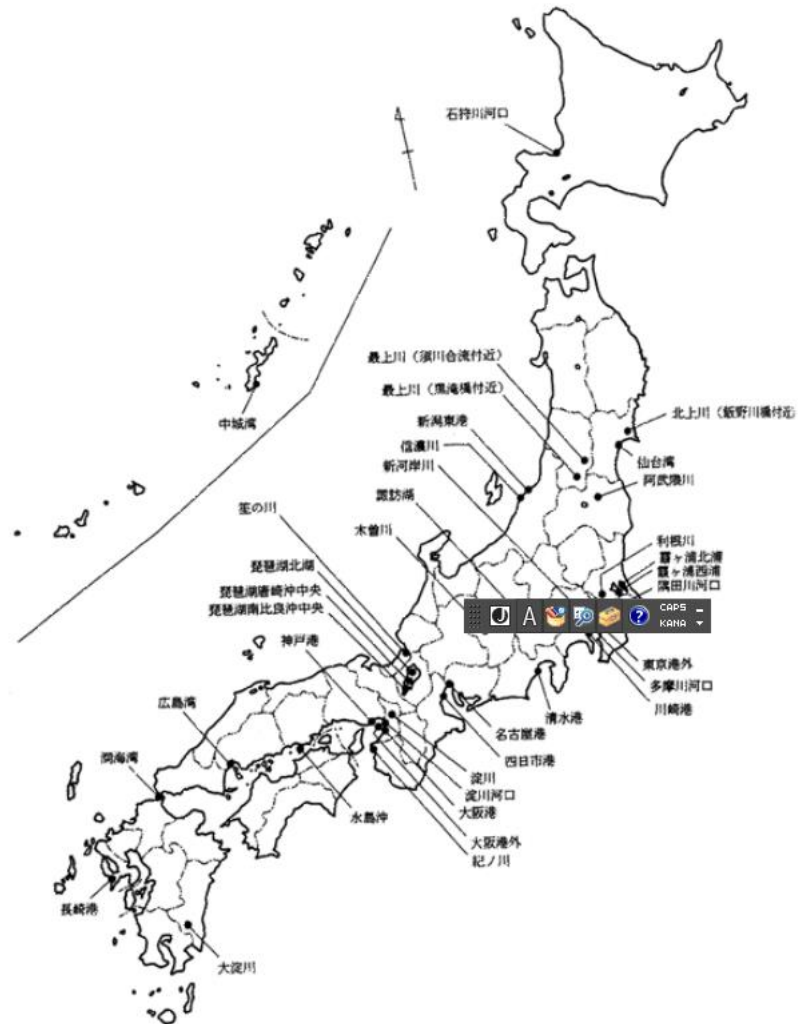 石狩川河口
最上川（須川合流付近）
最上川（黒滝橋付近）
北上川（飯野川橋付近）
中城湾
新潟東港
信濃川
仙台湾
新河岸川
阿武隈川
諏訪湖
笙の川
木曽川
利根川
霞ヶ浦北浦
霞ヶ浦西浦
琵琶湖北湖
隅田川河口
琵琶湖唐崎沖中央
琵琶湖南比良沖中央
A
CAPS
KANA
神戸港
東京港外
多摩川河口
広島湾
川崎港
清水港
名古屋港
洞海湾
四日市港
淀川
淀川河口
大阪港
水島沖
大阪港外
紀ノ川
長崎港
大淀川